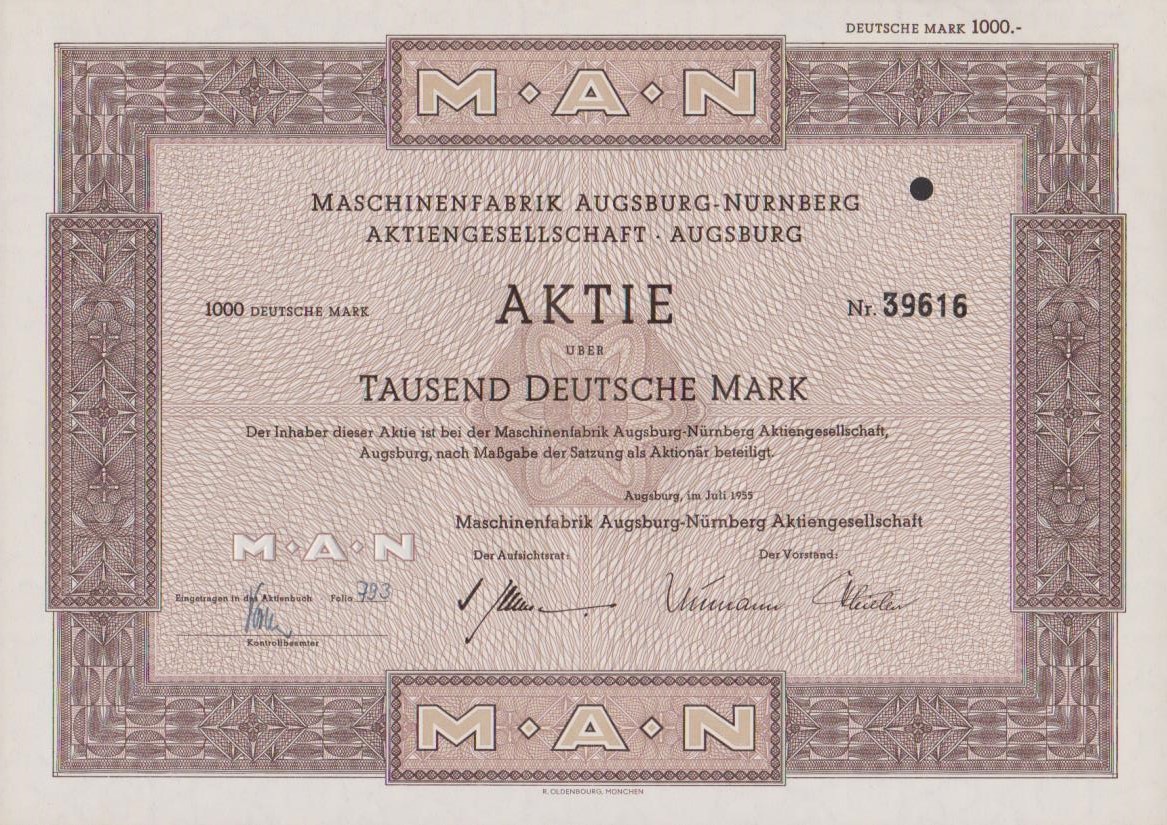 DEUTSCHE MARK 1000.-
M·A·N
MASCHINENFABRIK AUGSBURG-NÜRNBERG
AKTIENGESELLSCHAFT · AUGSBURG
1000 DEUTSCHE MARK
AKTIE
Nr. 39616
ÜBER
TAUSEND DEUTSCHE MARK
Der Inhaber dieser Aktie ist bei der Maschinenfabrik Augsburg-Nürnberg Aktiengesellschaft,
Augsburg, nach Maßgabe der Satzung als Aktionär beteiligt.
Augsburg, im Juli 1955
Maschinenfabrik Augsburg-Nürnberg Aktiengesellschaft
M·A·N
Der Aufsichtsrat:
Der Vorstand:
Eingetragen in das Aktienbuch Folio 793
Kontrollbeamter
M·A·N
R. OLDENBOURG, MÜNCHEN